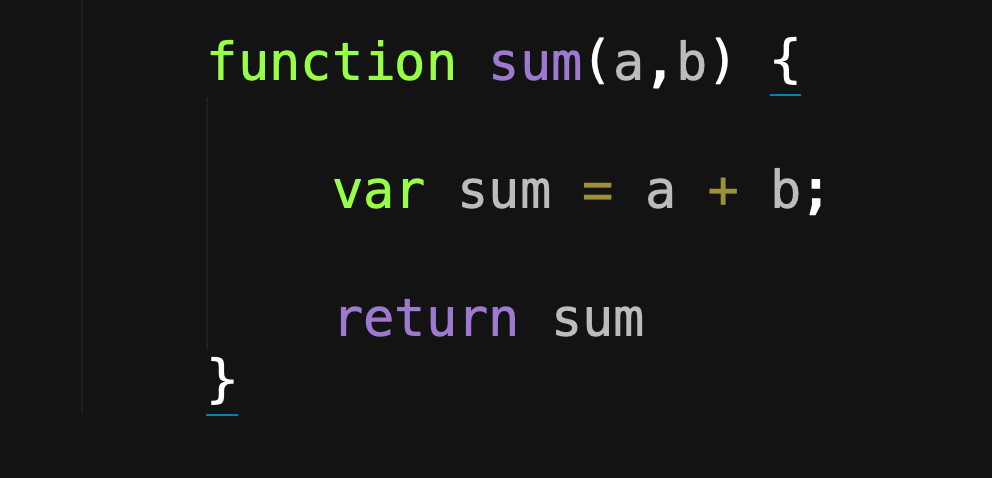 function sum(a,b) {
var sum = a + b;
return sum
}